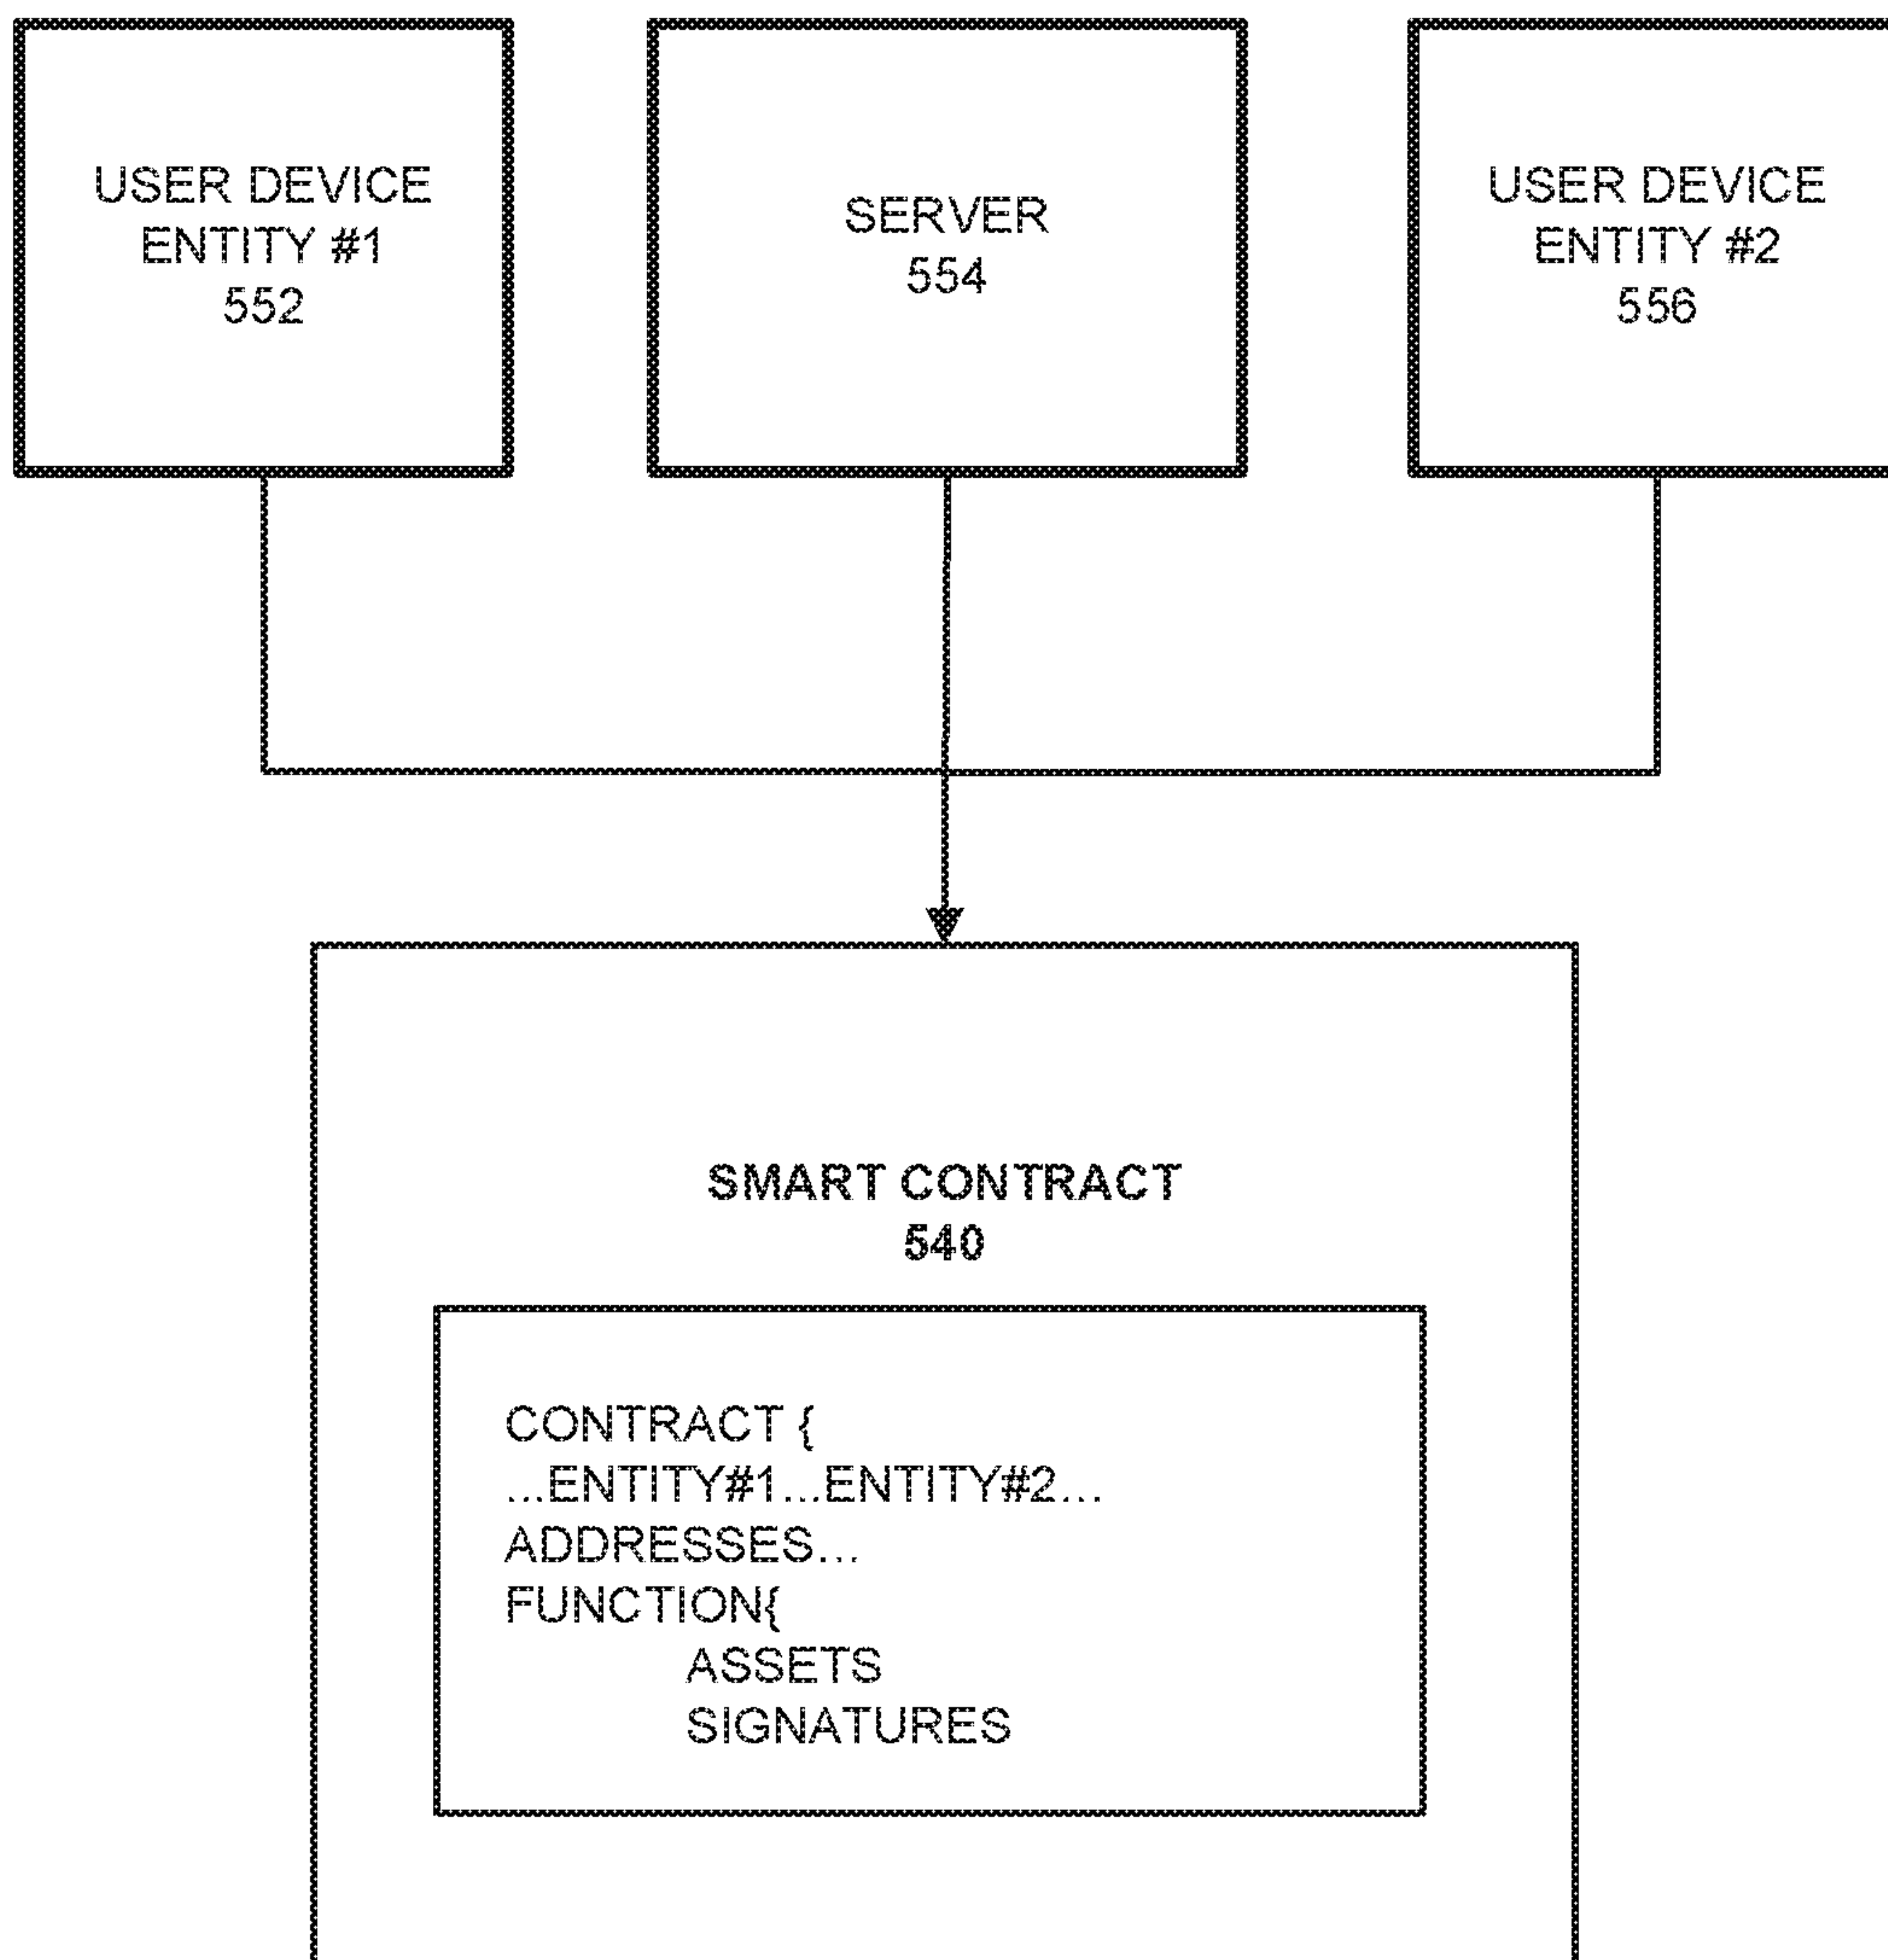 USER DEVICE
ENTITY #1
552
SERVER
554
USER DEVICE
ENTITY #2
556
SMART CONTRACT
540
CONTRACT {
...ENTITY#1...ENTITY#2...
ADDRESSES...
FUNCTION{
ASSETS
SIGNATURES